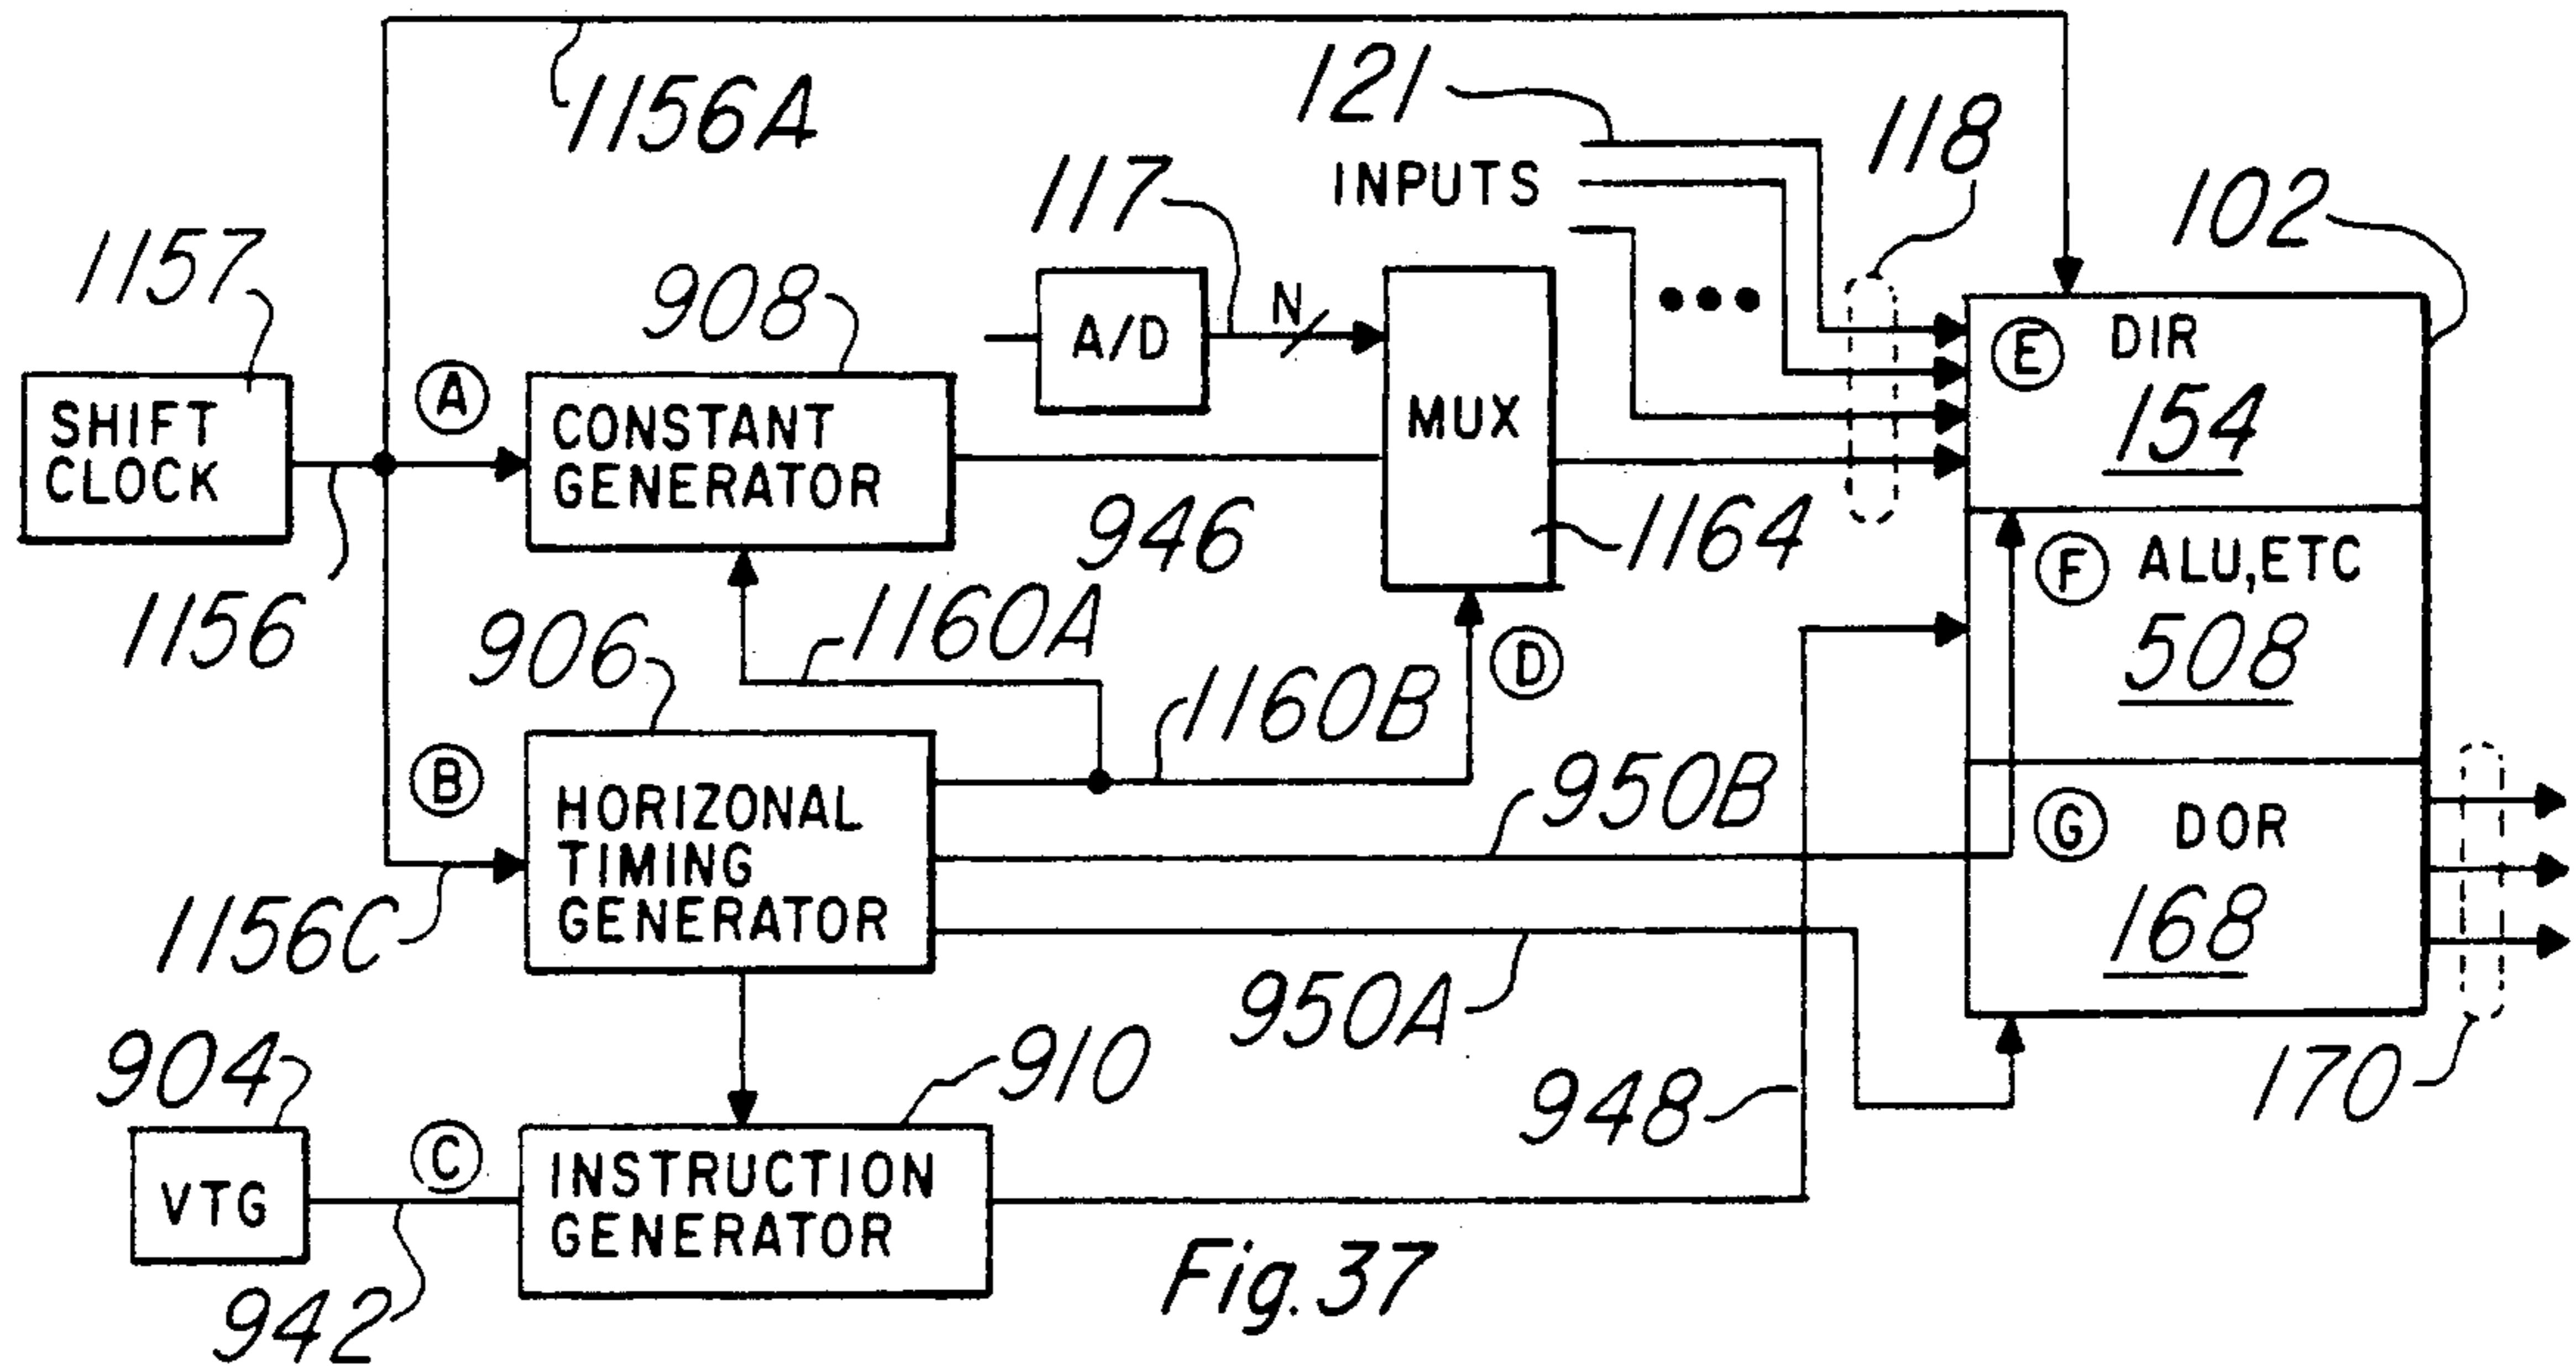 1156A
121
INPUTS
118
102
117
1157
908
N
A/D
MUX
A
SHIFT
CLOCK
CONSTANT
GENERATOR
E
DIR
154
946
1164
F
ALU,ETC
508
1156
906
1160A
1160B
D
B
HORIZONAL
TIMING
GENERATOR
950B
G
DOR
168
1156C
950A
904
910
948
170
C
VTG
INSTRUCTION
GENERATOR
942
Fig. 37